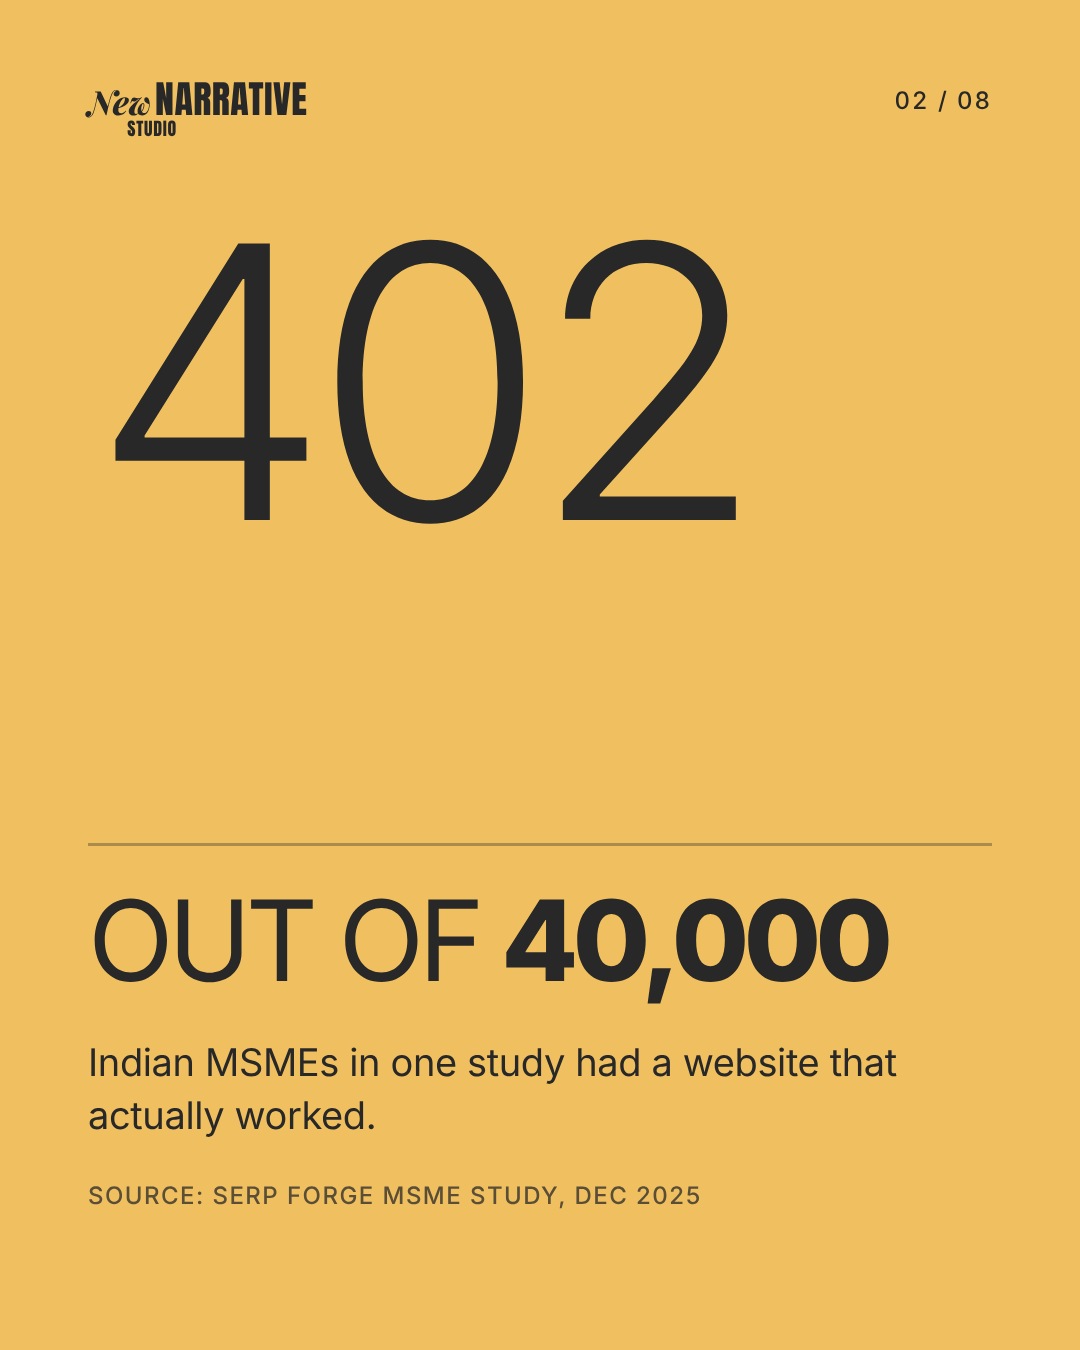 New NARRATIVE
STUDIO
02 / 08
402
OUT OF 40,000
Indian MSMEs in one study had a website that
actually worked.
SOURCE: SERP FORGE MSME STUDY, DEC 2025